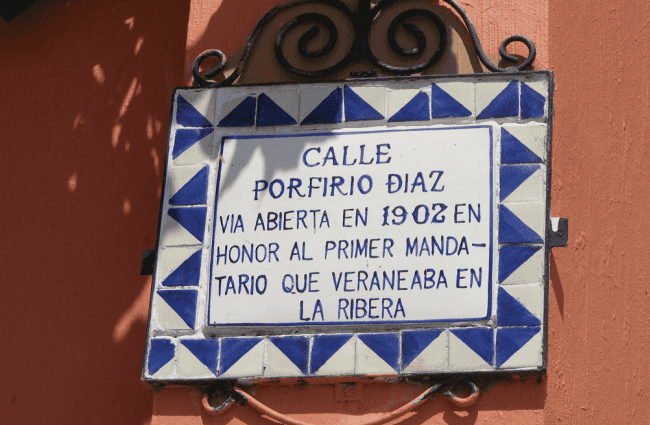 CALLE
PORFIRIO DIAZ
VIA ABIERTA EN 1902 EN
HONOR AL PRIMER MANDA-
TARIO QUE VERANEABA EN
LA RIBERA